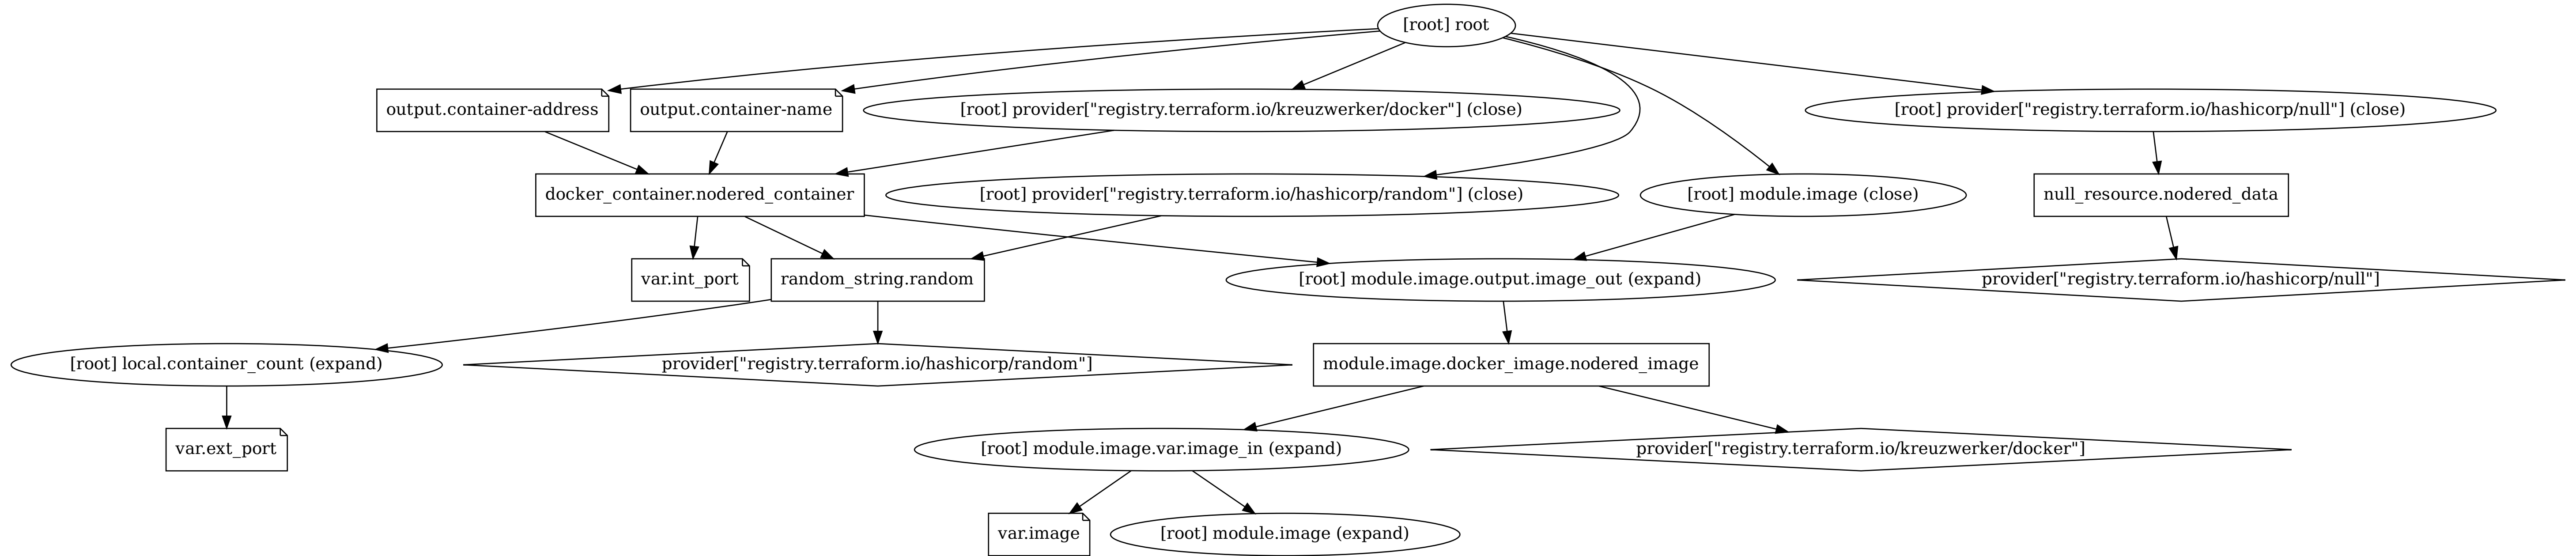 [root] root
output.container-address
output.container-name
[root] provider["registry.terraform.io/kreuzwerker/docker"] (close)
[root] provider["registry.terraform.io/hashicorp/null"] (close)
docker_container.nodered_container
[root] provider["registry.terraform.io/hashicorp/random"] (close)
[root] module.image (close)
null_resource.nodered_data
var.int_port
random_string.random
[root] module.image.output.image_out (expand)
provider["registry.terraform.io/hashicorp/null"]
[root] local.container_count (expand)
provider["registry.terraform.io/hashicorp/random"]
module.image.docker_image.nodered_image
var.ext_port
[root] module.image.var.image_in (expand)
provider["registry.terraform.io/kreuzwerker/docker"]
var.image
[root] module.image (expand)